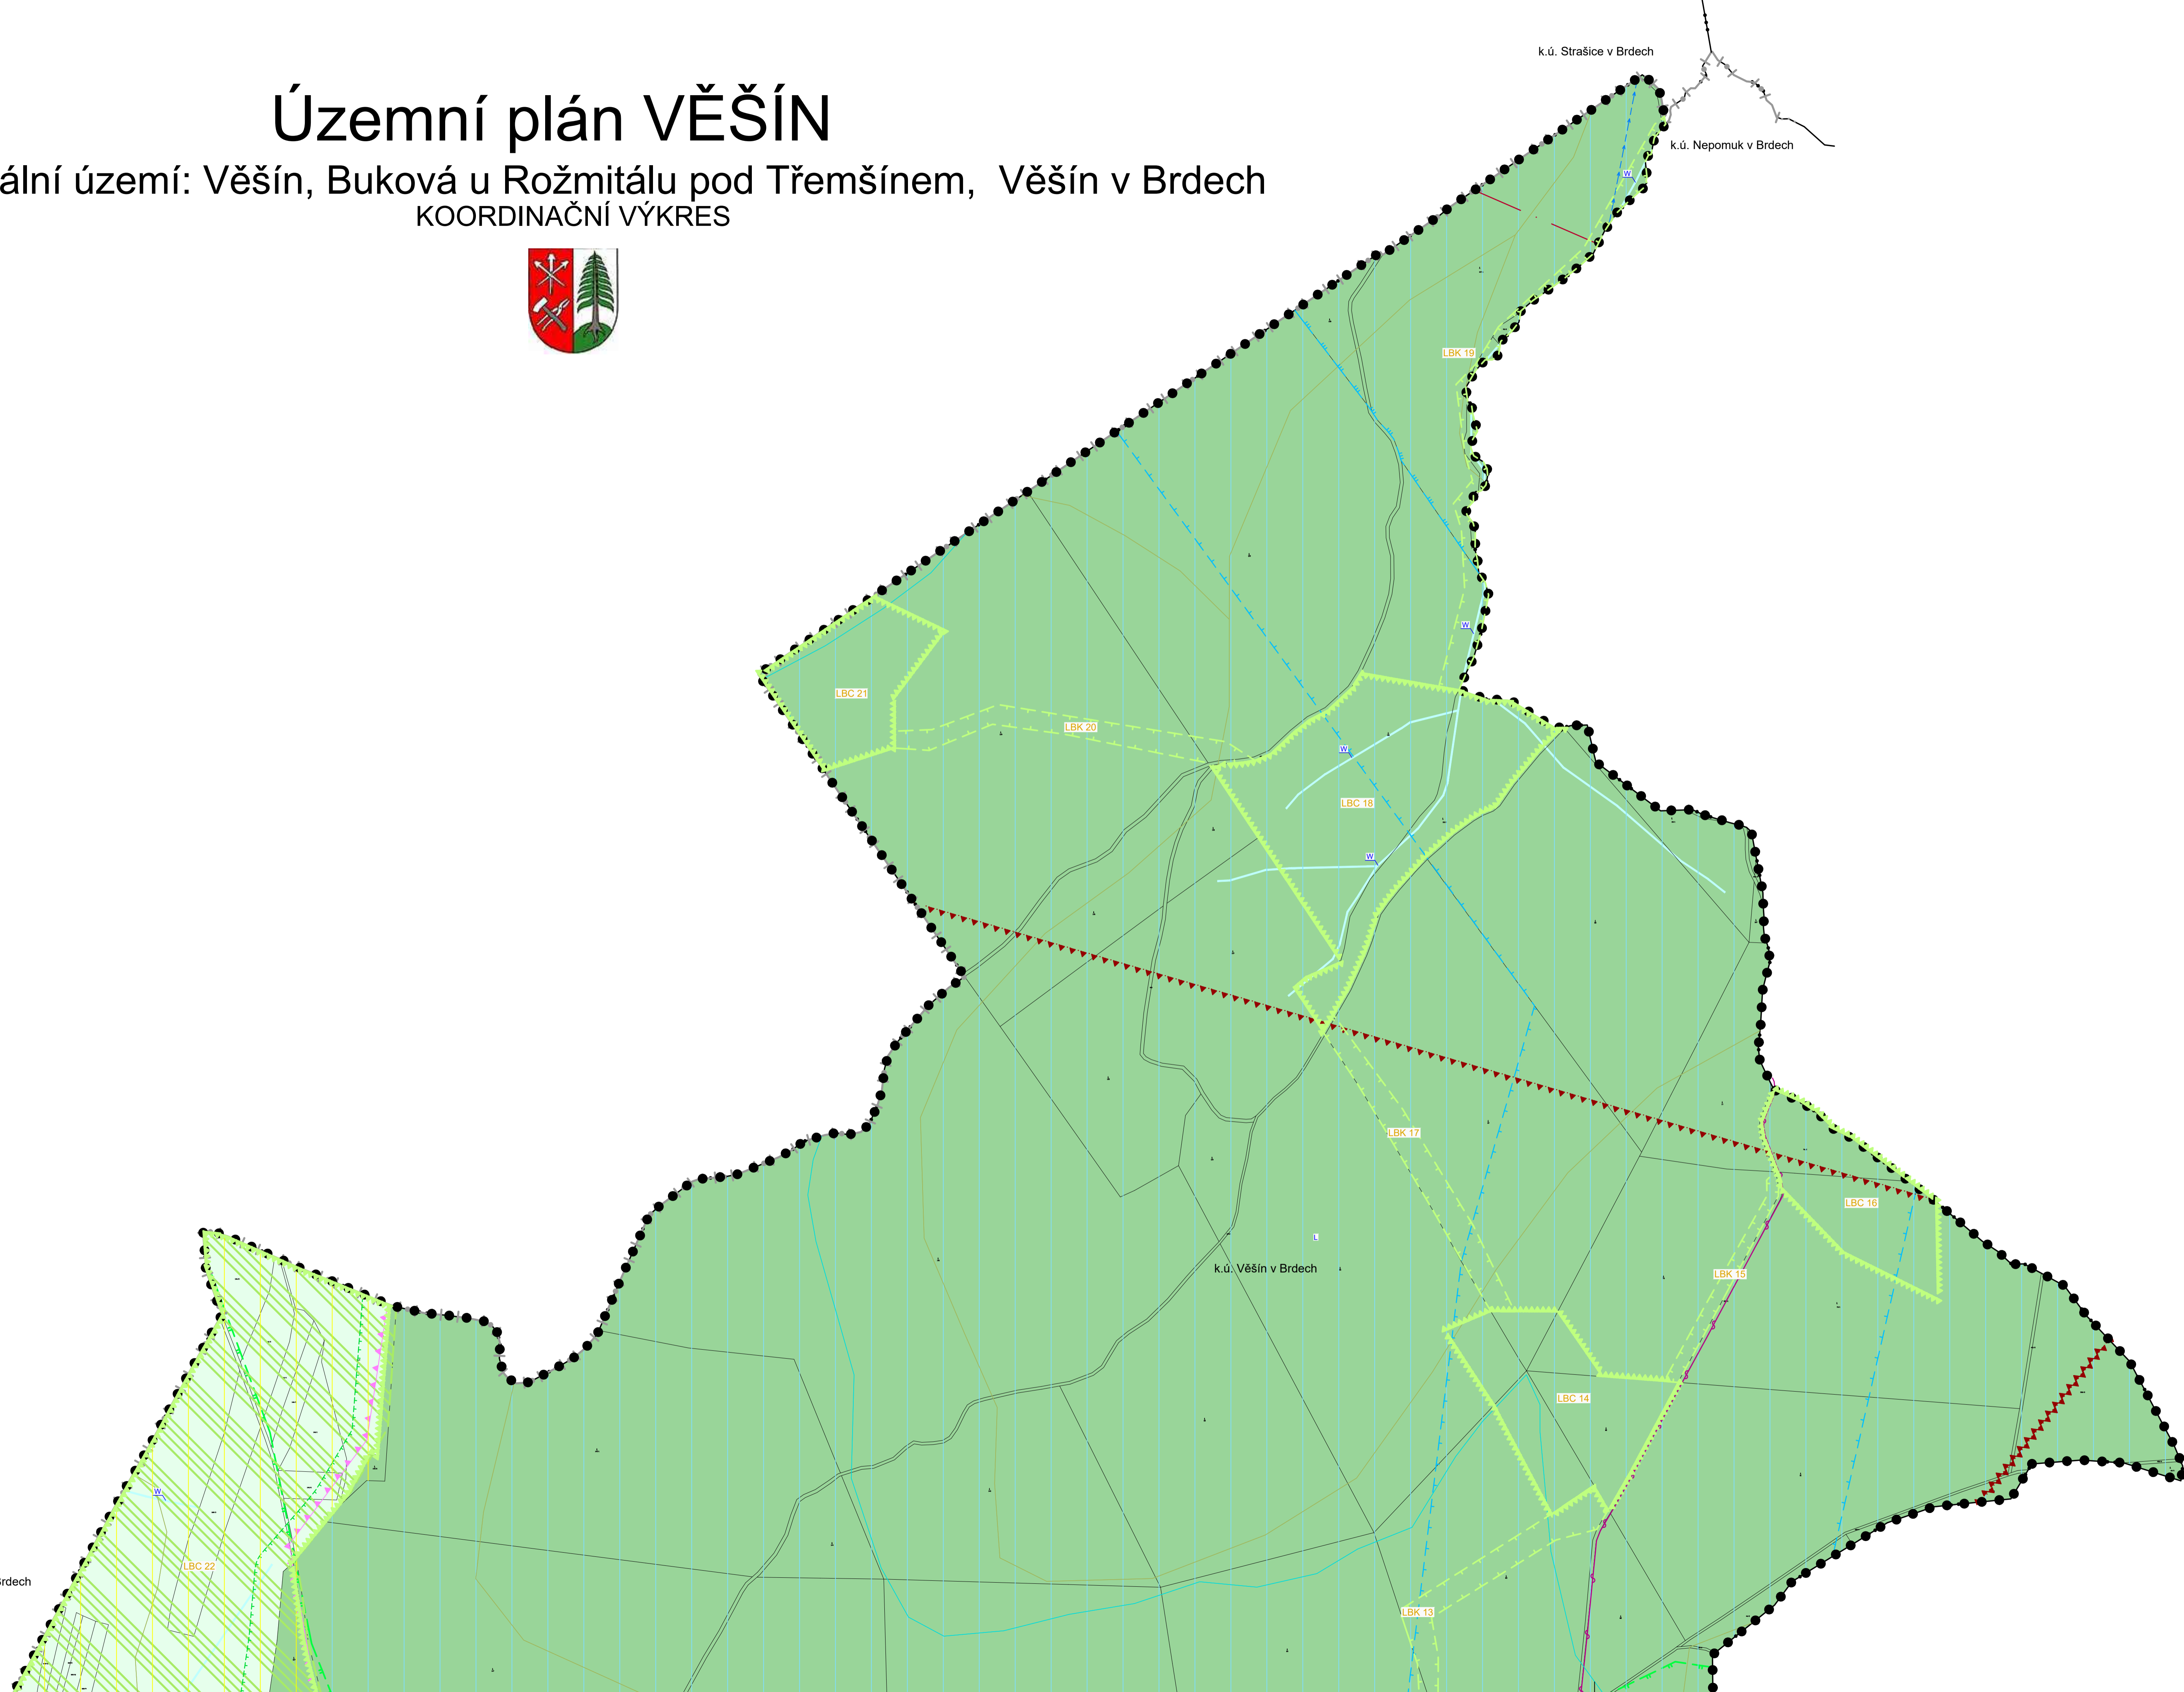 k.ú. Strašice v Brdech
Územní plán VĚŠÍN
k.ú. Nepomuk v Brdech
ální území: Věšín, Buková u Rožmitálu pod Třemšínem, Věšín v Brdech
W
KOORDINAČNÍ VÝKRES
LBK 19
W
LBC 21
LBK 20
W
LBC 18
W
LBK 17
LBC 16
L
k.ú. Věšín v Brdech
LBK 15
LBC 14
W
LBC 22
Brdech
LBK 13